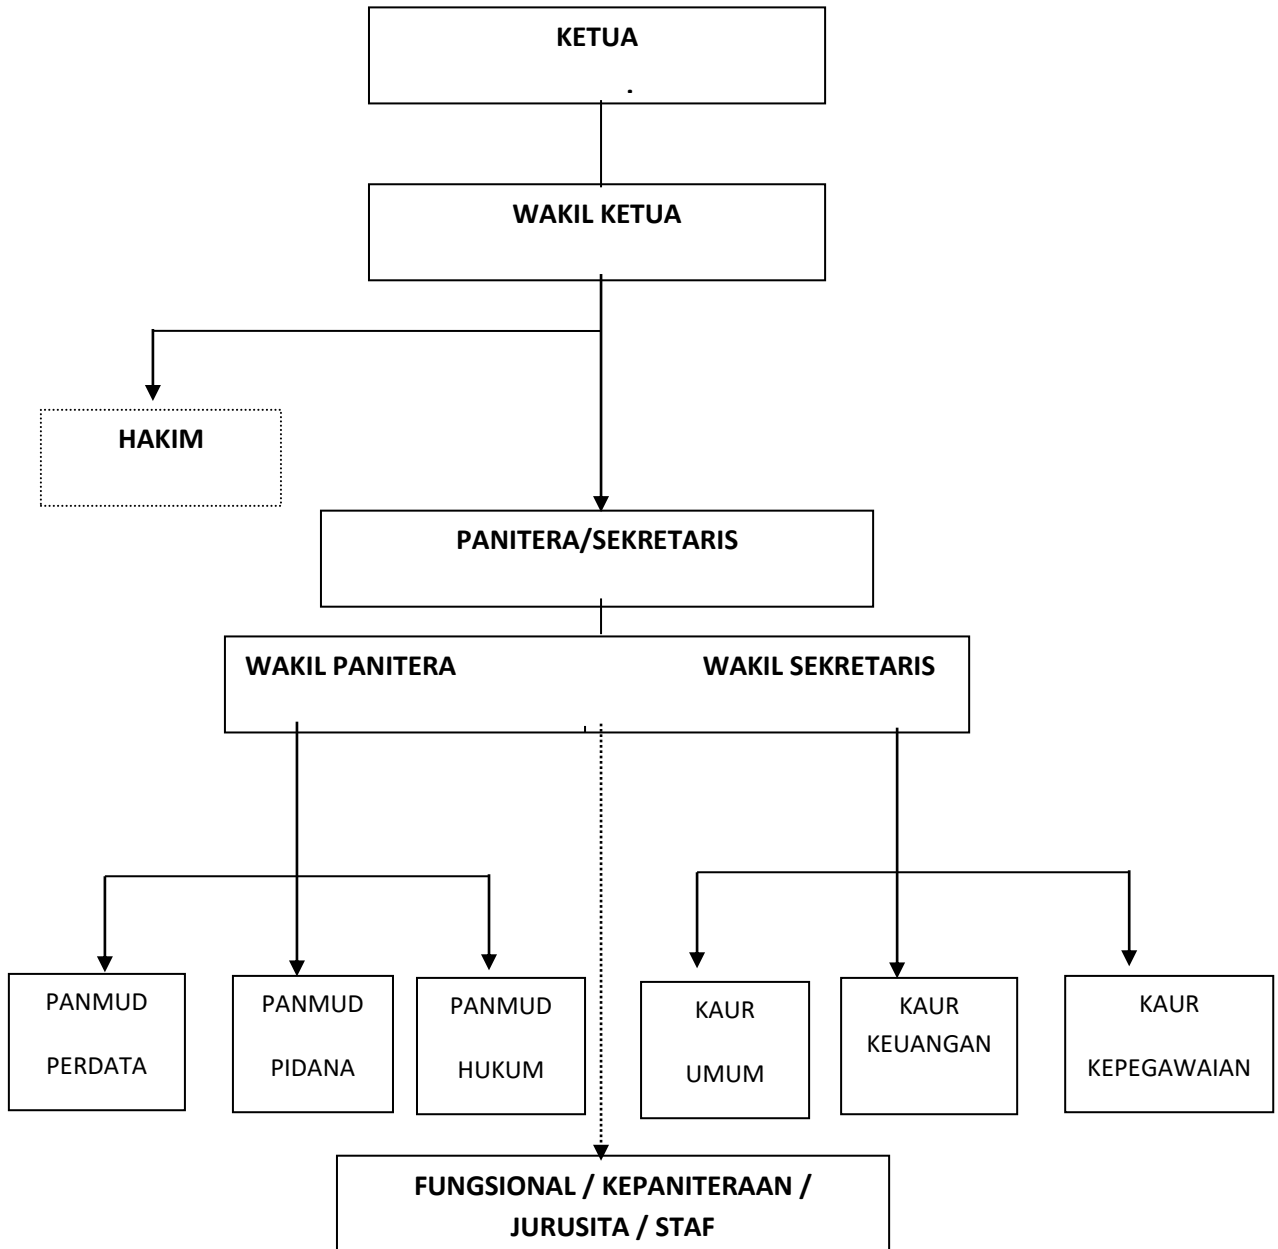 KETUA
.
WAKIL KETUA
HAKIM
PANITERA/SEKRETARIS
WAKIL PANITERA WAKIL SEKRETARIS
PANMUD
PERDATA
PANMUD
PIDANA
PANMUD
HUKUM
KAUR
UMUM
KAUR
KEUANGAN
KAUR
KEPEGAWAIAN
FUNGSIONAL / KEPANITERAAN /
JURUSITA / STAF